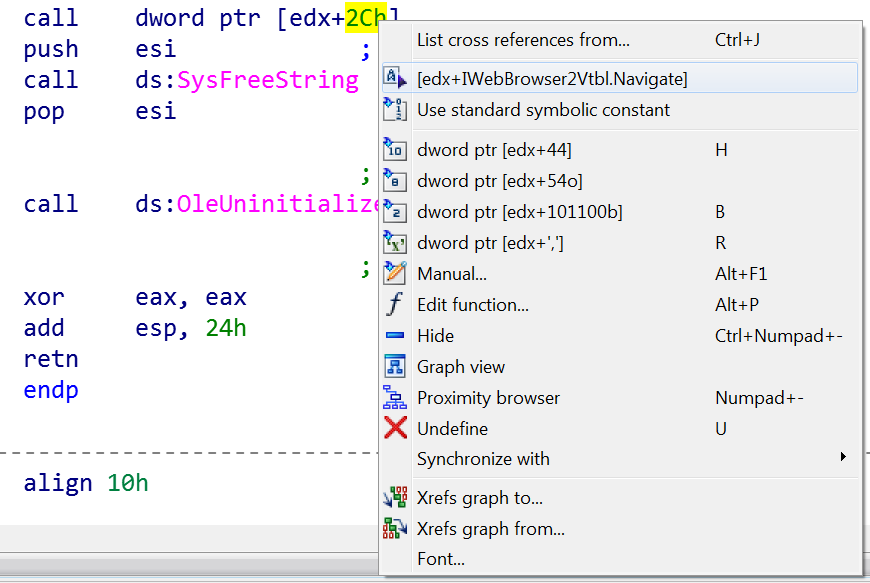 call dword ptr [edx+2Ch]
push esi ;
call ds:SysFreeString
pop esi
;
call ds:OleUninitialize
;
xor eax, eax
add esp, 24h
retn
endp
align 10h
List cross references from... Ctrl+J
[edx+IWebBrowser2Vtbl.Navigate]
Use standard symbolic constant
dword ptr [edx+44] H
dword ptr [edx+54o]
dword ptr [edx+101100b] B
dword ptr [edx+','] R
Manual... Alt+F1
Edit function... Alt+P
Hide Ctrl+Numpad+-
Graph view
Proximity browser Numpad+-
Undefine U
Synchronize with
Xrefs graph to...
Xrefs graph from...
Font...